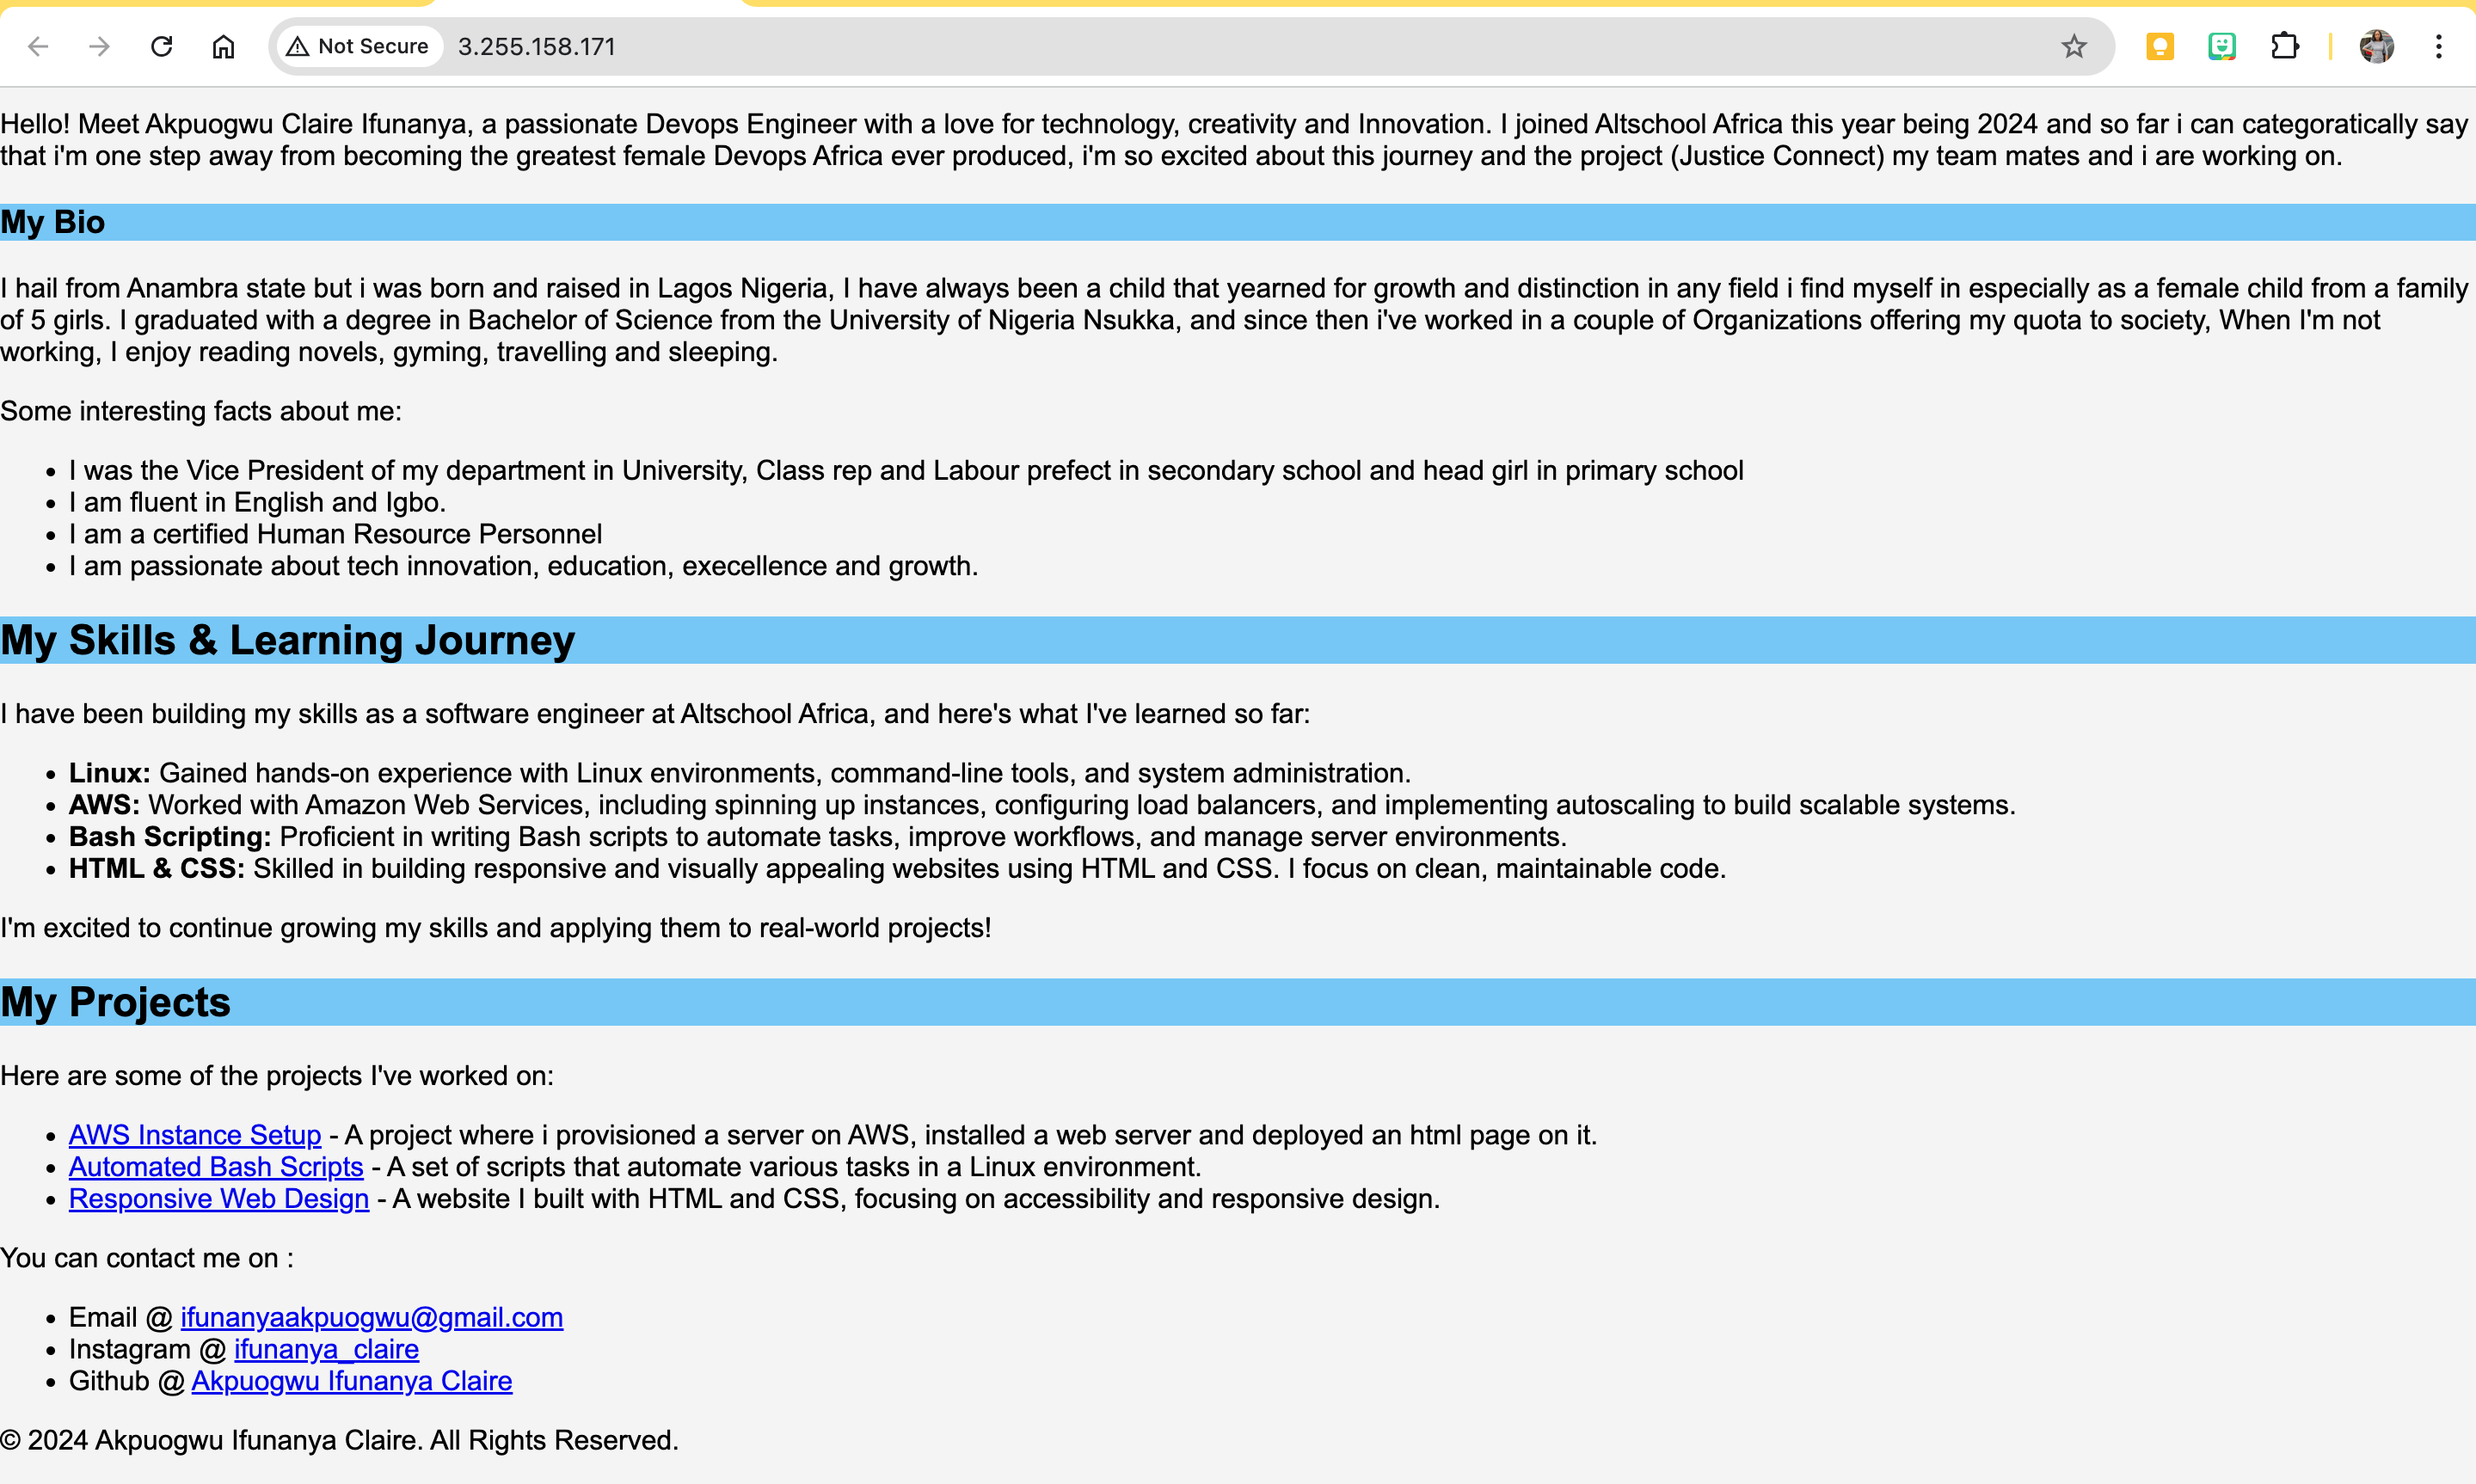 Not Secure 3.255.158.171
Hello! Meet Akpuogwu Claire Ifunanya, a passionate Devops Engineer with a love for technology, creativity and Innovation. I joined Altschool Africa this year being 2024 and so far i can categoratically say
that i'm one step away from becoming the greatest female Devops Africa ever produced, i'm so excited about this journey and the project (Justice Connect) my team mates and i are working on.
My Bio
I hail from Anambra state but i was born and raised in Lagos Nigeria, I have always been a child that yearned for growth and distinction in any field i find myself in especially as a female child from a family
of 5 girls. I graduated with a degree in Bachelor of Science from the University of Nigeria Nsukka, and since then i've worked in a couple of Organizations offering my quota to society, When I'm not
working, I enjoy reading novels, gyming, travelling and sleeping.
Some interesting facts about me:
• I was the Vice President of my department in University, Class rep and Labour prefect in secondary school and head girl in primary school
• I am fluent in English and Igbo.
• I am a certified Human Resource Personnel
• I am passionate about tech innovation, education, execellence and growth.
My Skills & Learning Journey
I have been building my skills as a software engineer at Altschool Africa, and here's what I've learned so far:
• Linux: Gained hands-on experience with Linux environments, command-line tools, and system administration.
• AWS: Worked with Amazon Web Services, including spinning up instances, configuring load balancers, and implementing autoscaling to build scalable systems.
• Bash Scripting: Proficient in writing Bash scripts to automate tasks, improve workflows, and manage server environments.
• HTML & CSS: Skilled in building responsive and visually appealing websites using HTML and CSS. I focus on clean, maintainable code.
I'm excited to continue growing my skills and applying them to real-world projects!
My Projects
Here are some of the projects I've worked on:
• AWS Instance Setup - A project where i provisioned a server on AWS, installed a web server and deployed an html page on it.
• Automated Bash Scripts - A set of scripts that automate various tasks in a Linux environment.
• Responsive Web Design - A website I built with HTML and CSS, focusing on accessibility and responsive design.
You can contact me on :
• Email @ ifunanyaakpuogwu@gmail.com
• Instagram @ ifunanya_claire
• Github @ Akpuogwu Ifunanya Claire
© 2024 Akpuogwu Ifunanya Claire. All Rights Reserved.